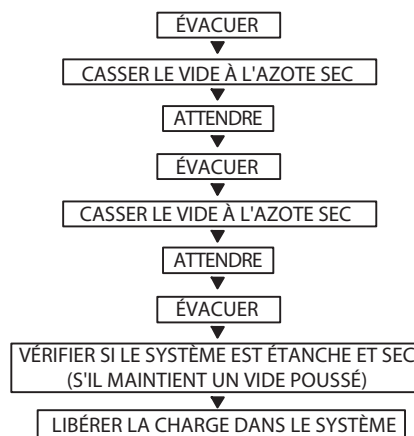 ÉVACUER
CASSER LE VIDE À L'AZOTE SEC
ATTENDRE
ÉVACUER
CASSER LE VIDE À L'AZOTE SEC
ATTENDRE
ÉVACUER
VÉRIFIER SI LE SYSTÈME EST ÉTANCHE ET SEC
(S'IL MAINTIENT UN VIDE POUSSÉ)
LIBÉRER LA CHARGE DANS LE SYSTÈME